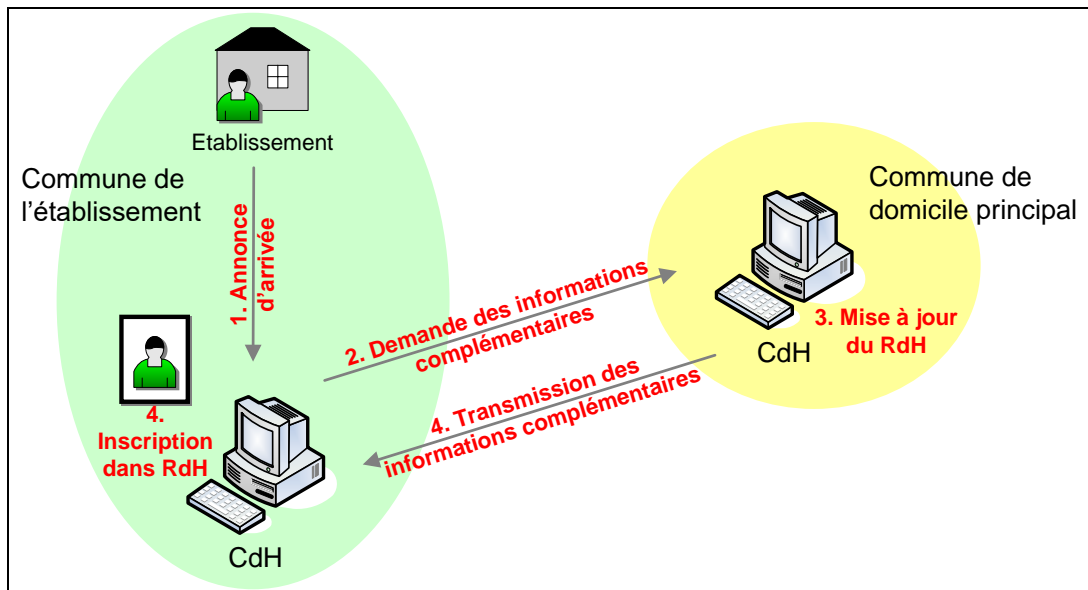 Etablissement
Commune de
l'établissement
1. Annonce
d'arrivée
Commune de
domicile principal
2. Demande des informations
complémentaires
3. Mise à jour
du RdH
CdH
4. Transmission des
informations complémentaires
4.
Inscription
dans RdH
CdH